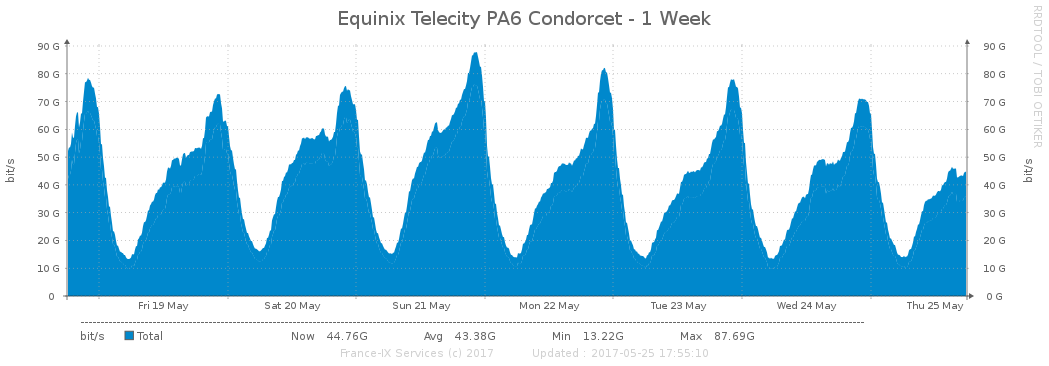 Equinix Telecity PA6 Condorcet - 1 Week
RRDTOOL / TOBI OETIKER
bit/s
90 G
80 G
70 G
60 G
50 G
40 G
30 G
20 G
10 G
0
90 G
80 G
70 G
60 G
50 G
40 G
30 G
20 G
10 G
0 G
bit/s
Fri 19 May Sat 20 May Sun 21 May Mon 22 May Tue 23 May Wed 24 May Thu 25 May
bit/s Total Now 44.76G Avg 43.38G Min 13.22G Max 87.69G
France-IX Services (c) 2017 Updated : 2017-05-25 17:55:10